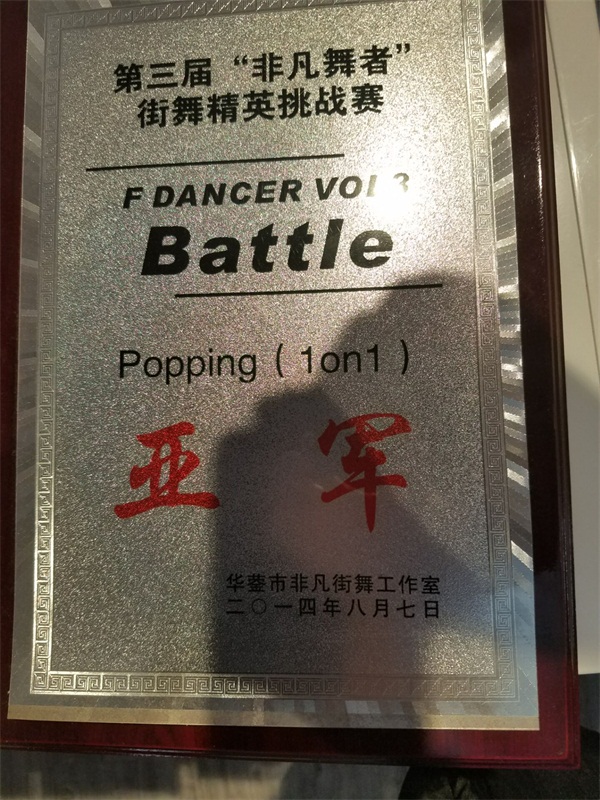 第三届“非凡舞者”
街舞精英挑战赛
F DANCER VOL 3
Battle
Popping（1on1）
亚军
华蓥市非凡街舞工作室
二〇一四年八月七日